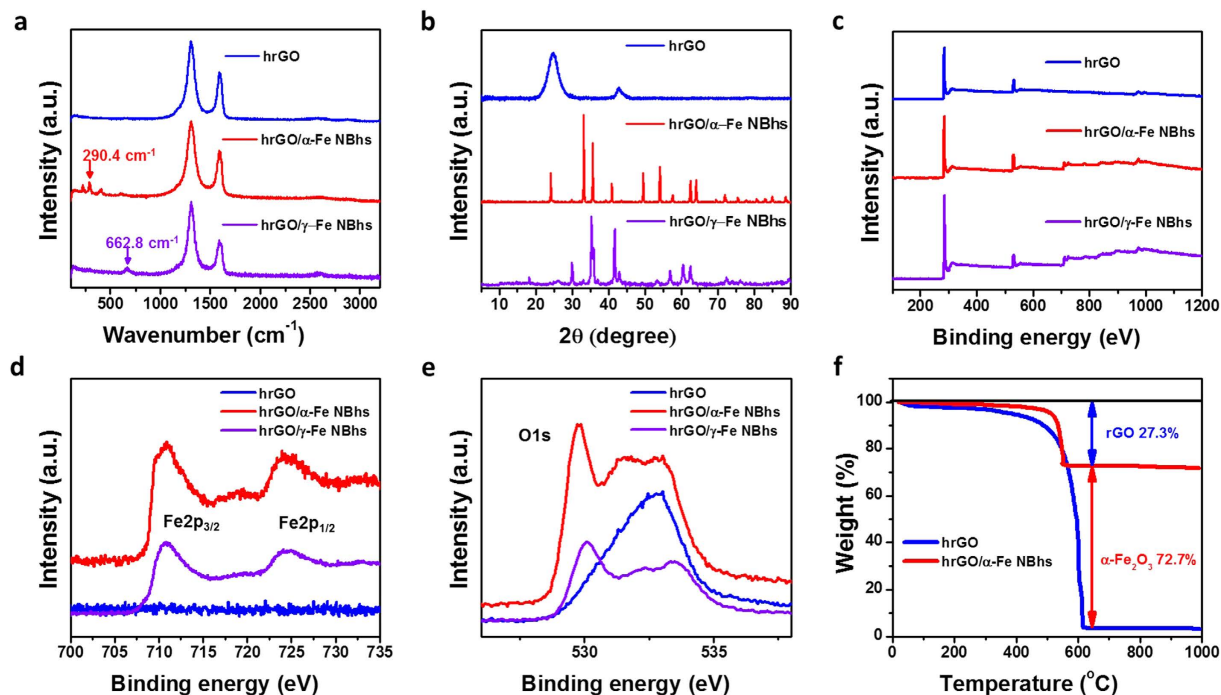 a
hrGO
hrGO/α-Fe NBhs
290.4 cm⁻¹
hrGO/γ–Fe NBhs
662.8 cm⁻¹
Intensity (a.u.)
500 1000 1500 2000 2500 3000
Wavenumber (cm⁻¹)
b
hrGO
hrGO/α–Fe NBhs
hrGO/γ–Fe NBhs
Intensity (a.u.)
10 20 30 40 50 60 70 80 90
2θ (degree)
c
hrGO
hrGO/α-Fe NBhs
hrGO/γ-Fe NBhs
Intensity (a.u.)
200 400 600 800 1000 1200
Binding energy (eV)
d
hrGO
hrGO/α-Fe NBhs
hrGO/γ-Fe NBhs
Fe2p₃/₂
Fe2p₁/₂
Intensity (a.u.)
700 705 710 715 720 725 730 735
Binding energy (eV)
e
hrGO
hrGO/α-Fe NBhs
hrGO/γ-Fe NBhs
O1s
Intensity (a.u.)
530 535
Binding energy (eV)
f
100
80
60
40
20
0
rGO 27.3%
hrGO
hrGO/α-Fe NBhs
α-Fe₂O₃ 72.7%
Weight (%)
0 200 400 600 800 1000
Temperature (°C)